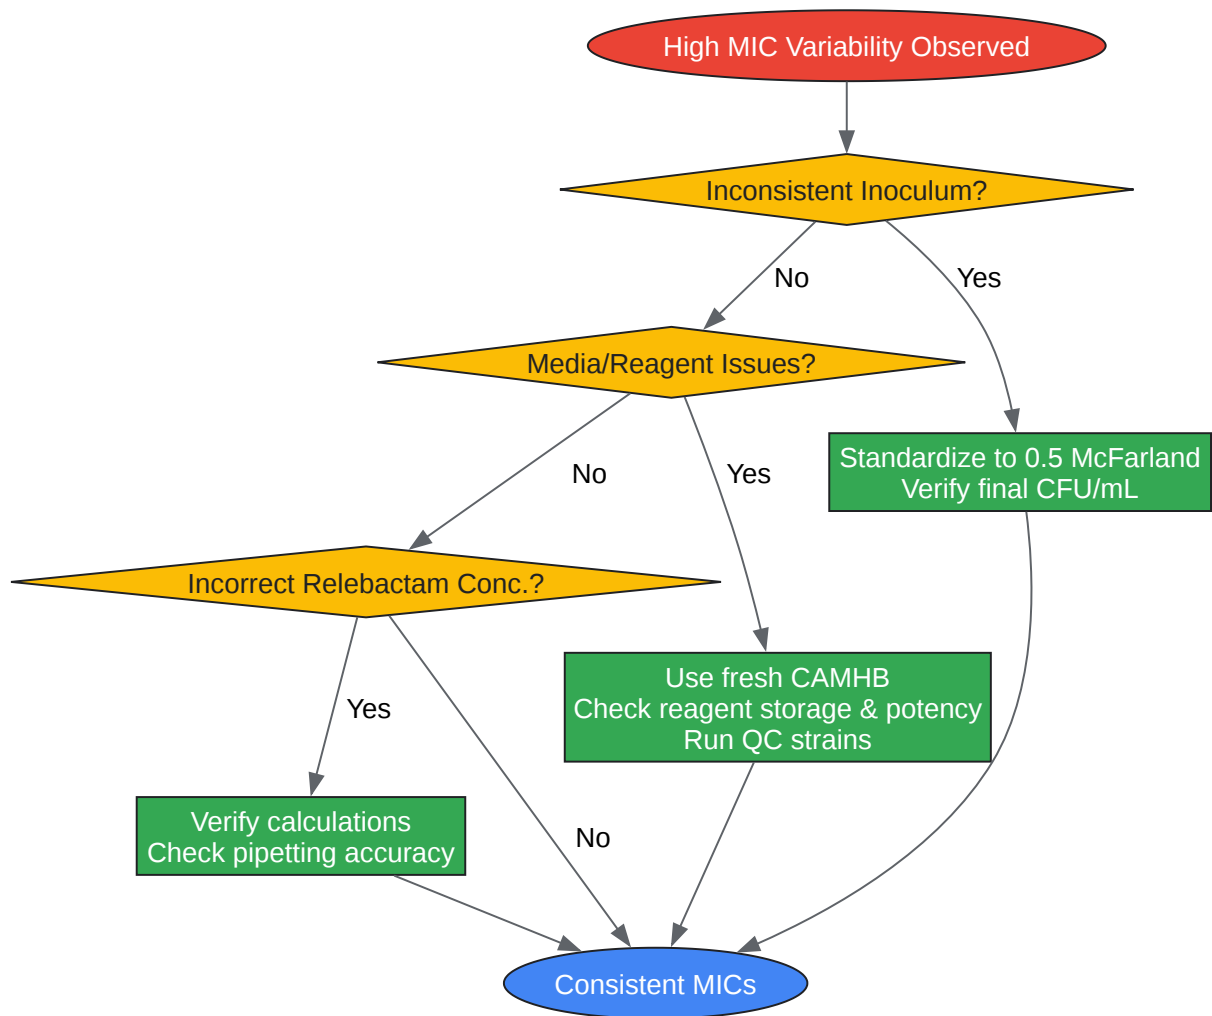 High MIC Variability Observed
Inconsistent Inoculum?
No
Yes
Media/Reagent Issues?
Standardize to 0.5 McFarland
Verify final CFU/mL
No
Yes
Incorrect Relebactam Conc.?
Use fresh CAMHB
Check reagent storage & potency
Run QC strains
Yes
Verify calculations
Check pipetting accuracy
No
Consistent MICs